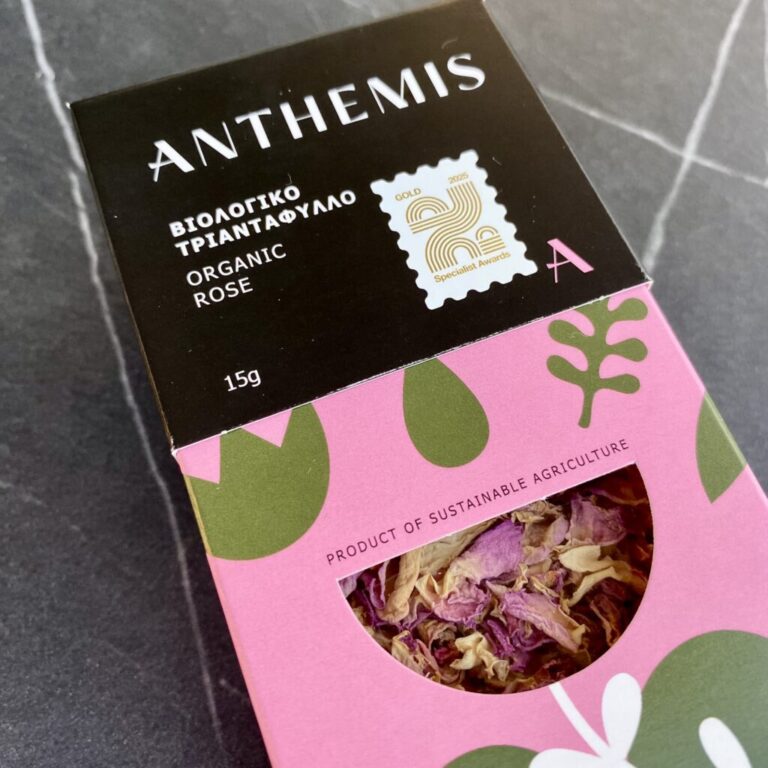 ANTHEMIS
ΒΙΟΛΟΓΙΚΟ
ΤΡΙΑΝΤΑΦΥΛΛΟ
ORGANIC
ROSE
GOLD 2025
Specialist Awards
A
15g
PRODUCT OF SUSTAINABLE AGRICULTURE